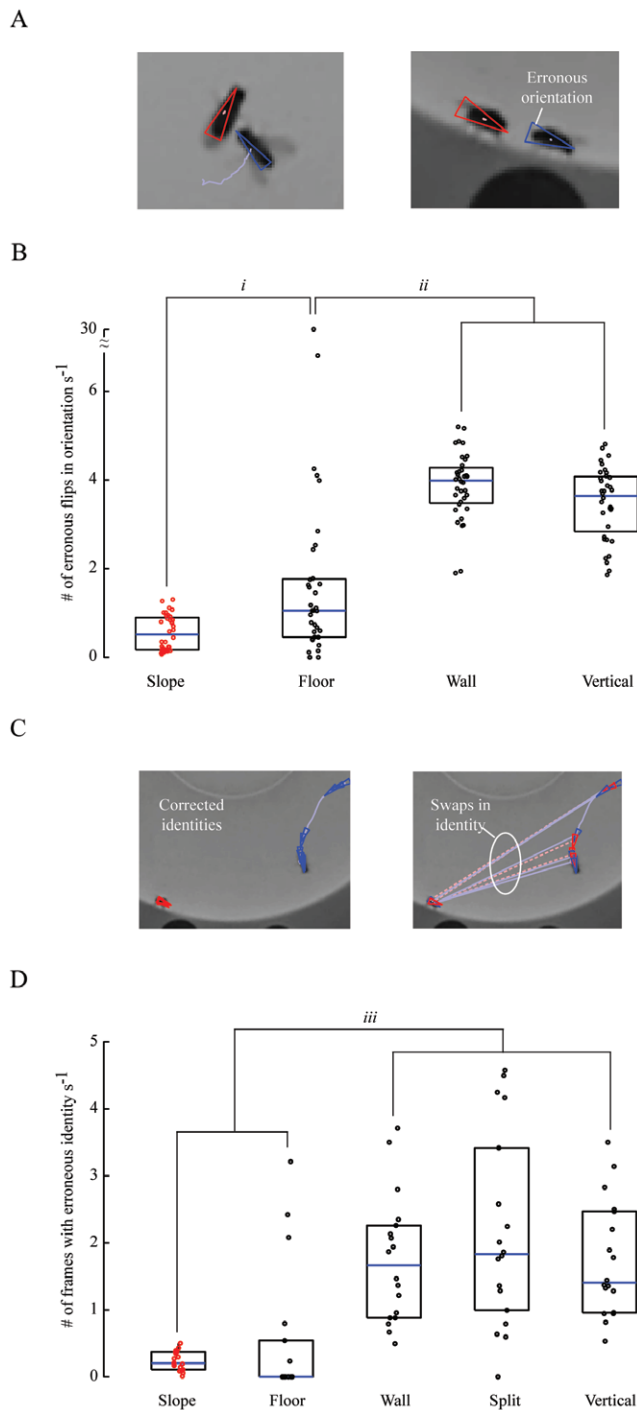 A
Erronous
orientation
B
i
ii
30
≈
6
4
2
0
# of erronous flips in orientation s-1
Slope Floor Wall Vertical
C
Corrected
identities
Swaps in
identity
D
iii
5
4
3
2
1
0
# of frames with erroneous identity s-1
Slope Floor Wall Split Vertical